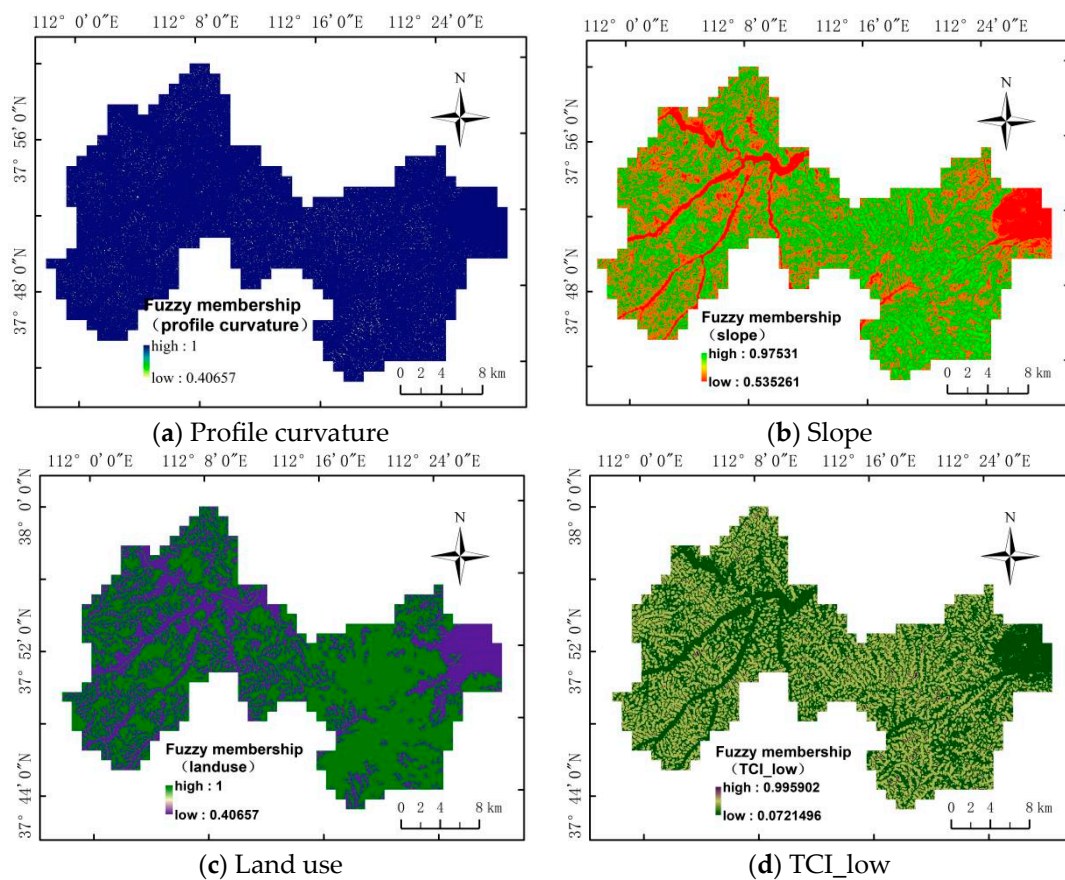 112° 0′0″E 112° 8′0″E 112° 16′0″E 112° 24′0″E
37° 56′0″N
37° 48′0″N
N
Fuzzy membership
（profile curvature）
high : 1
low : 0.40657
0 2 4 8 km
(a) Profile curvature
112° 0′0″E 112° 8′0″E 112° 16′0″E 112° 24′0″E
37° 56′0″N
37° 48′0″N
N
Fuzzy membership
（slope）
high : 0.97531
low : 0.535261
0 2 4 8 km
(b) Slope
112° 0′0″E 112° 8′0″E 112° 16′0″E 112° 24′0″E
38° 0′0″N
37° 52′0″N
37° 44′0″N
N
Fuzzy membership
（landuse）
high : 1
low : 0.40657
0 2 4 8 km
(c) Land use
112° 0′0″E 112° 8′0″E 112° 16′0″E 112° 24′0″E
38° 0′0″N
37° 52′0″N
37° 44′0″N
N
Fuzzy membership
（TCI_low）
high : 0.995902
low : 0.0721496
0 2 4 8 km
(d) TCI_low